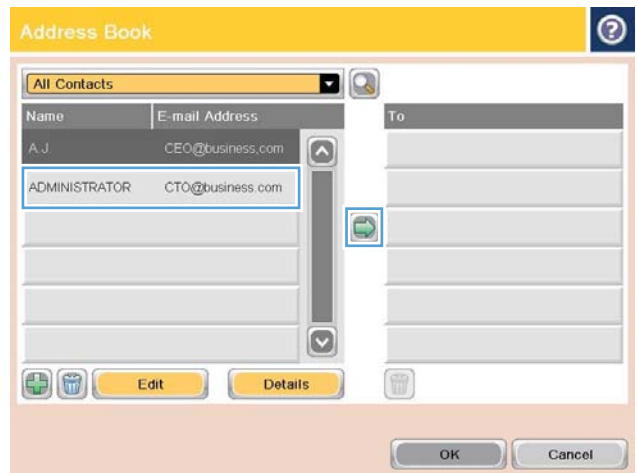 Address Book
?
All Contacts
Name E-mail Address To
A.J. CEO@business,com
ADMINISTRATOR CTO@business.com
Edit Details
OK Cancel